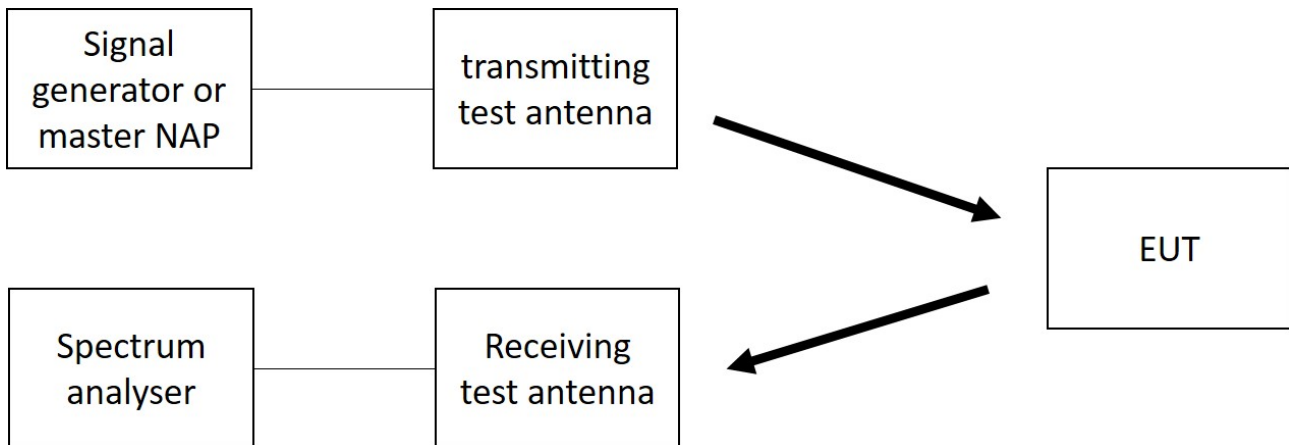 Signal
generator or
master NAP
transmitting
test antenna
EUT
Spectrum
analyser
Receiving
test antenna